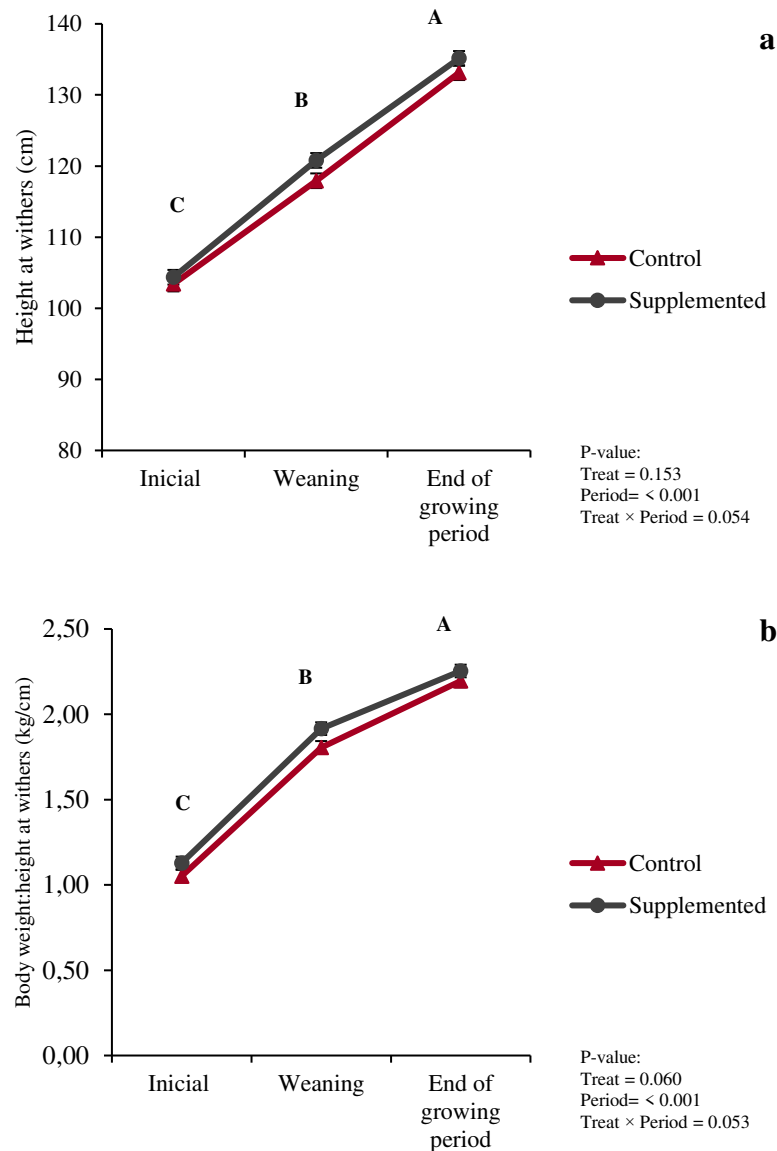 a
140
A
130
B
120
C
110
100
90
80
Height at withers (cm)
Inicial
Weaning
End of
growing
period
Control
Supplemented
P-value:
Treat = 0.153
Period= < 0.001
Treat × Period = 0.054
b
2,50
A
B
2,00
1,50
C
1,00
0,50
0,00
Body weight:height at withers (kg/cm)
Inicial
Weaning
End of
growing
period
Control
Supplemented
P-value:
Treat = 0.060
Period= < 0.001
Treat × Period = 0.053